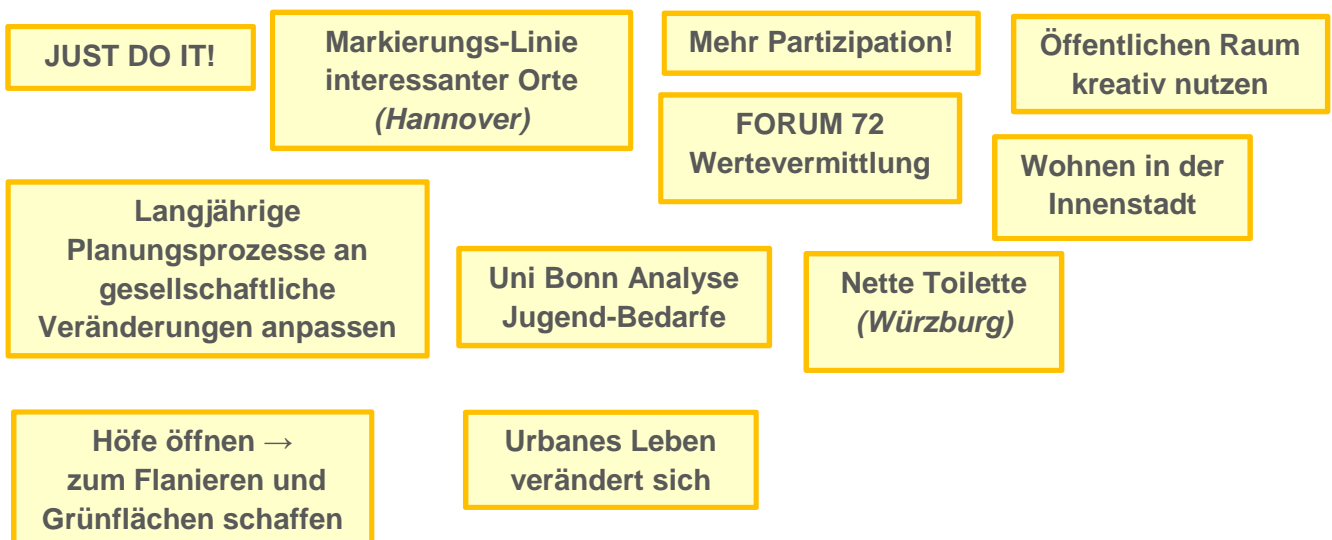 JUST DO IT!
Markierungs-Linie
interessanter Orte
(Hannover)
Mehr Partizipation!
Öffentlichen Raum
kreativ nutzen
FORUM 72
Wertevermittlung
Wohnen in der
Innenstadt
Langjährige
Planungsprozesse an
gesellschaftliche
Veränderungen anpassen
Uni Bonn Analyse
Jugend-Bedarfe
Nette Toilette
(Würzburg)
Höfe öffnen →
zum Flanieren und
Grünflächen schaffen
Urbanes Leben
verändert sich